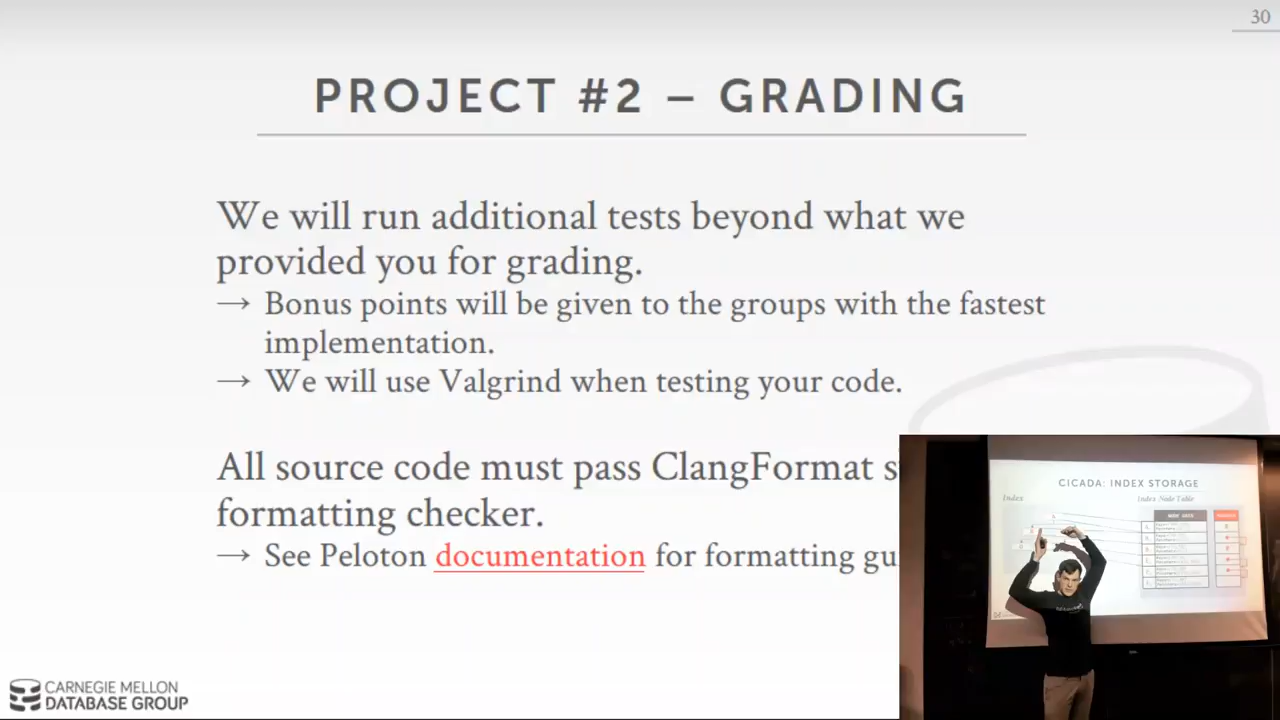 30
PROJECT #2 – GRADING
We will run additional tests beyond what we
provided you for grading.
→ Bonus points will be given to the groups with the fastest
implementation.
→ We will use Valgrind when testing your code.
All source code must pass ClangFormat s
formatting checker.
→ See Peloton documentation for formatting gu
CICADA: INDEX STORAGE
Index
Index Node Table
NODE DATA
CARNEGIE MELLON
DATABASE GROUP